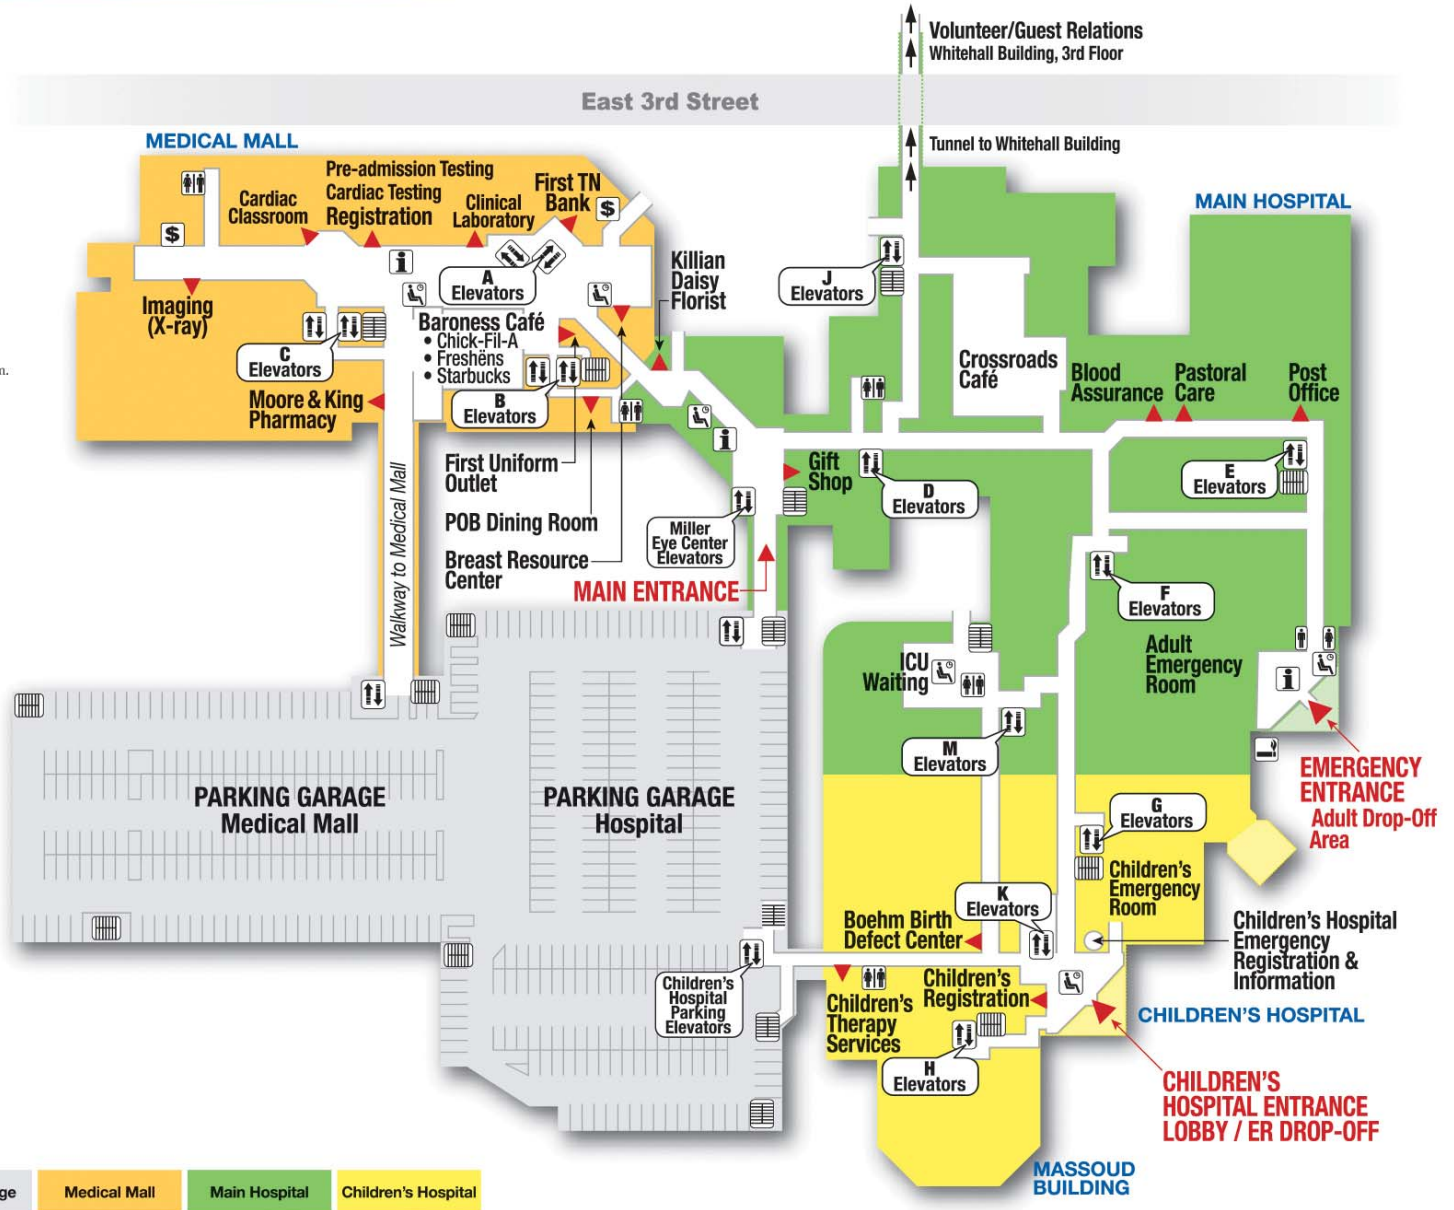 Volunteer/Guest Relations
Whitehall Building, 3rd Floor
East 3rd Street
Tunnel to Whitehall Building
MEDICAL MALL
MAIN HOSPITAL
Pre-admission Testing
Cardiac Testing
Registration
Cardiac
Classroom
Clinical
Laboratory
First TN
Bank
$
$
Killian
Daisy
Florist
A
Elevators
J
Elevators
Imaging
(X-ray)
Baroness Café
• Chick-Fil-A
• Freshëns
• Starbucks
C
Elevators
m.
Crossroads
Café
Blood
Assurance
Pastoral
Care
Post
Office
Moore & King
Pharmacy
B
Elevators
First Uniform
Outlet
Gift
Shop
D
Elevators
E
Elevators
POB Dining Room
Miller
Eye Center
Elevators
Breast Resource
Center
MAIN ENTRANCE
Walkway to Medical Mall
F
Elevators
ICU
Waiting
Adult
Emergency
Room
M
Elevators
EMERGENCY
ENTRANCE
Adult Drop-Off
Area
PARKING GARAGE
Medical Mall
PARKING GARAGE
Hospital
G
Elevators
Children's
Emergency
Room
K
Elevators
Boehm Birth
Defect Center
Children's Hospital
Emergency
Registration &
Information
Children's
Hospital
Parking
Elevators
Children's
Registration
Children's
Therapy
Services
CHILDREN'S HOSPITAL
H
Elevators
CHILDREN'S
HOSPITAL ENTRANCE
LOBBY / ER DROP-OFF
MASSOUD
BUILDING
ge
Medical Mall
Main Hospital
Children's Hospital